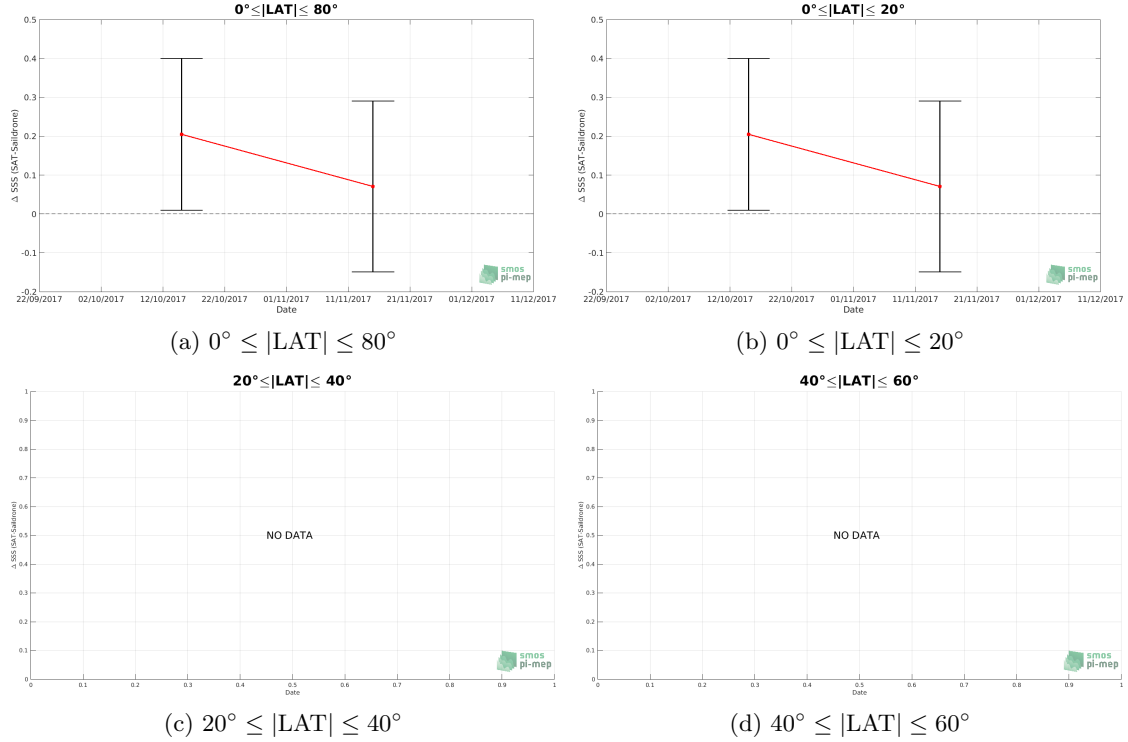 0°≤|LAT|≤ 80°
0.5
0.4
0.3
0.2
0.1
0
-0.1
-0.2
Δ SSS (SAT-Saildrone)
22/09/2017 02/10/2017 12/10/2017 22/10/2017 01/11/2017 11/11/2017 21/11/2017 01/12/2017 11/12/2017
Date
smos
pi-mep
(a) 0° ≤ |LAT| ≤ 80°
0°≤|LAT|≤ 20°
0.5
0.4
0.3
0.2
0.1
0
-0.1
-0.2
Δ SSS (SAT-Saildrone)
22/09/2017 02/10/2017 12/10/2017 22/10/2017 01/11/2017 11/11/2017 21/11/2017 01/12/2017 11/12/2017
Date
smos
pi-mep
(b) 0° ≤ |LAT| ≤ 20°
20°≤|LAT|≤ 40°
1
0.9
0.8
0.7
0.6
0.5
0.4
0.3
0.2
0.1
0
Δ SSS (SAT-Saildrone)
NO DATA
0 0.1 0.2 0.3 0.4 0.5 0.6 0.7 0.8 0.9 1
Date
smos
pi-mep
(c) 20° ≤ |LAT| ≤ 40°
40°≤|LAT|≤ 60°
1
0.9
0.8
0.7
0.6
0.5
0.4
0.3
0.2
0.1
0
Δ SSS (SAT-Saildrone)
NO DATA
0 0.1 0.2 0.3 0.4 0.5 0.6 0.7 0.8 0.9 1
Date
smos
pi-mep
(d) 40° ≤ |LAT| ≤ 60°